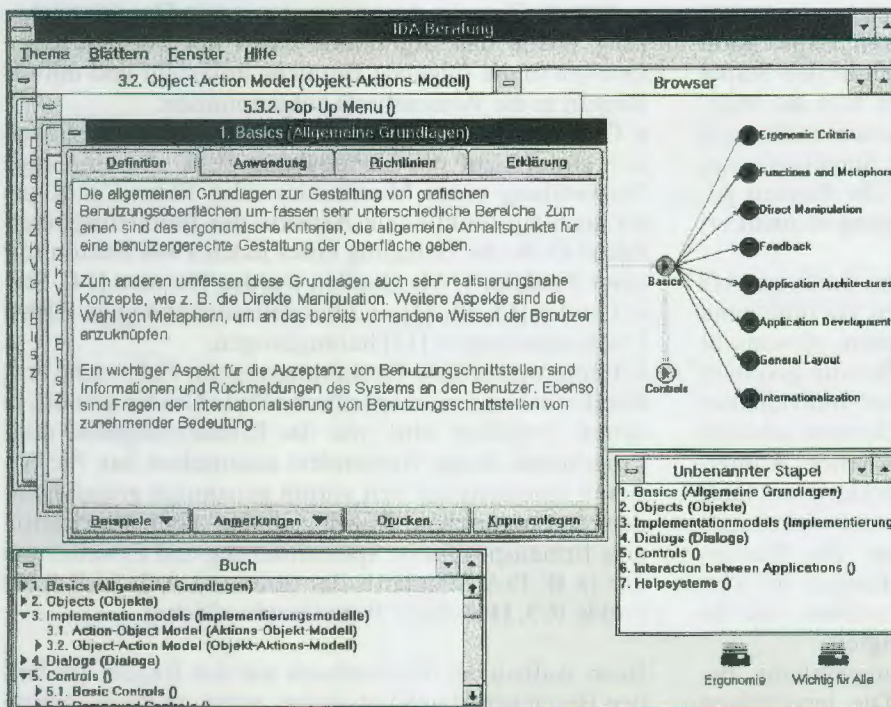 IDA Beratung
Thema Blättern Fenster Hilfe
3.2. Object-Action Model (Objekt-Aktions-Modell)
5.3.2. Pop Up Menu ()
1. Basics (Allgemeine Grundlagen)
Definition Anwendung Richtlinien Erklärung
Die allgemeinen Grundlagen zur Gestaltung von grafischen
Benutzungsoberflächen um-fassen sehr unterschiedliche Bereiche. Zum
einen sind das ergonomische Kriterien, die allgemeine Anhaltspunkte für
eine benutzergerechte Gestaltung der Oberfläche geben.
Zum anderen umfassen diese Grundlagen auch sehr realisierungsnahe
Konzepte, wie z. B. die Direkte Manipulation. Weitere Aspekte sind die
Wahl von Metaphern, um an das bereits vorhandene Wissen der Benutzer
anzuknüpfen.
Ein wichtiger Aspekt für die Akzeptanz von Benutzungschnittstellen sind
Informationen und Rückmeldungen des Systems an den Benutzer. Ebenso
sind Fragen der Internationalisierung von Benutzungsschnittstellen von
zunehmender Bedeutung.
Beispiele Anmerkungen Drucken Kopie anlegen
Browser
Ergonomic Criteria
Functions and Metaphors
Direct Manipulation
Feedback
Basics
Application Architectures
Application Development
General Layout
Controls
Internationalization
Buch
1. Basics (Allgemeine Grundlagen)
2. Objects (Objekte)
3. Implementationmodels (Implementierungsmodelle)
3.1. Action-Object Model (Aktions-Objekt-Modell)
3.2. Object-Action Model (Objekt-Aktions-Modell)
4. Dialogs (Dialoge)
5. Controls ()
5.1. Basic Controls ()
5.2. Composed Controls ()
Unbenannter Stapel
1. Basics (Allgemeine Grundlagen)
2. Objects (Objekte)
3. Implementationmodels (Implementierung
4. Dialogs (Dialoge)
5. Controls ()
6. Interaction between Applications ()
7. Helpsystems ()
Ergonomie Wichtig für Alle